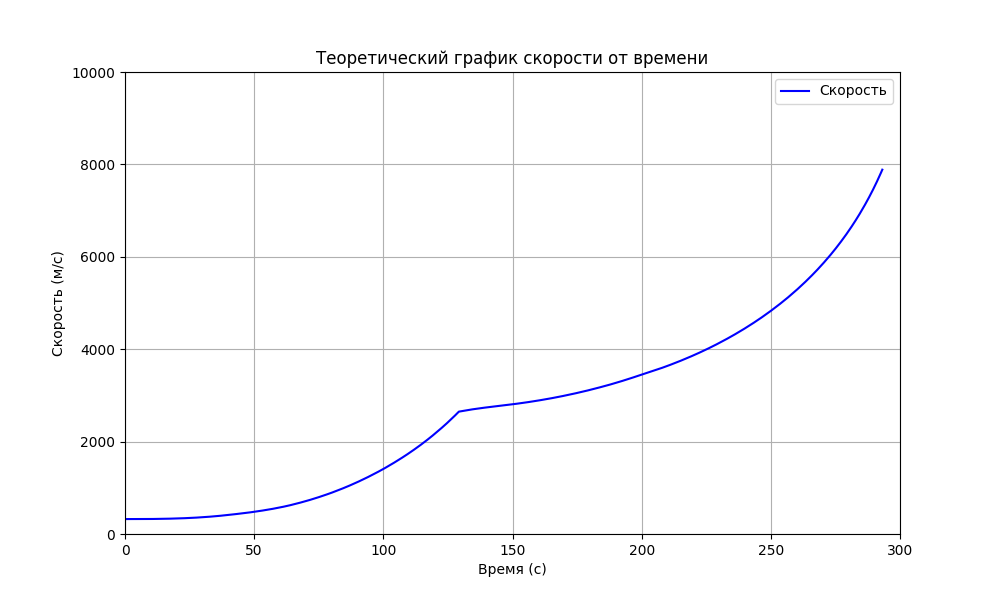 Теоретический график скорости от времени
Скорость
10000
8000
6000
4000
2000
0
Скорость (м/с)
0 50 100 150 200 250 300
Время (с)